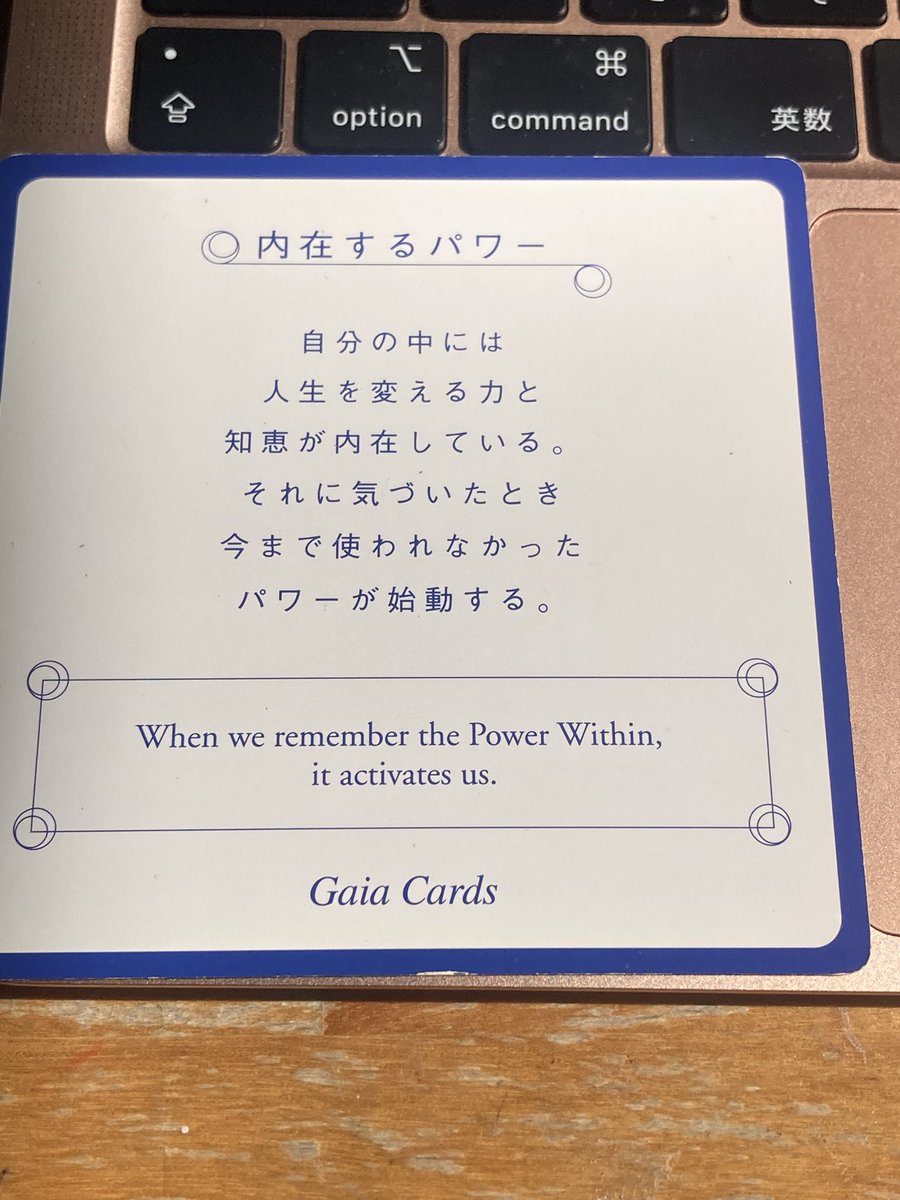 option
command
英数
内在するパワー
自分の中には
人生を変える力と
知恵が内在している。
それに気づいたとき
今まで使われなかった
パワーが始動する。
When we remember the Power Within,
it activates us.
Gaia Cards